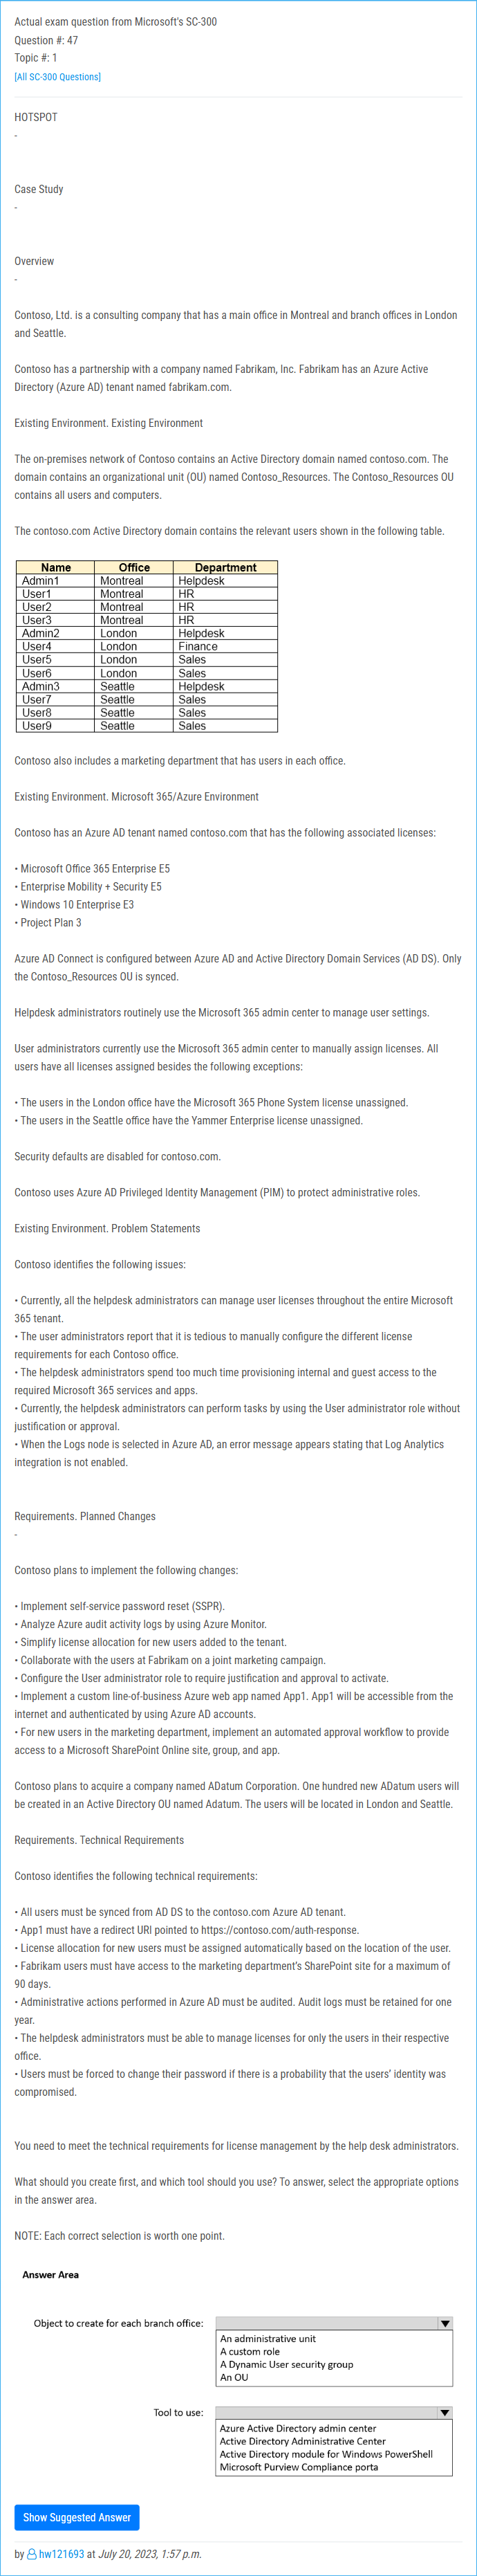 Actual exam question from Microsoft's SC-300
Question #: 47
Topic #: 1
[All SC-300 Questions]
HOTSPOT
-
Case Study
-
Overview
-
Contoso, Ltd. is a consulting company that has a main office in Montreal and branch offices in London
and Seattle.
Contoso has a partnership with a company named Fabrikam, Inc. Fabrikam has an Azure Active
Directory (Azure AD) tenant named fabrikam.com.
Existing Environment. Existing Environment
The on-premises network of Contoso contains an Active Directory domain named contoso.com. The
domain contains an organizational unit (OU) named Contoso_Resources. The Contoso_Resources OU
contains all users and computers.
The contoso.com Active Directory domain contains the relevant users shown in the following table.
Name Office Department
Admin1 Montreal Helpdesk
User1 Montreal HR
User2 Montreal HR
User3 Montreal HR
Admin2 London Helpdesk
User4 London Finance
User5 London Sales
User6 London Sales
Admin3 Seattle Helpdesk
User7 Seattle Sales
User8 Seattle Sales
User9 Seattle Sales
Contoso also includes a marketing department that has users in each office.
Existing Environment. Microsoft 365/Azure Environment
Contoso has an Azure AD tenant named contoso.com that has the following associated licenses:
• Microsoft Office 365 Enterprise E5
• Enterprise Mobility + Security E5
• Windows 10 Enterprise E3
• Project Plan 3
Azure AD Connect is configured between Azure AD and Active Directory Domain Services (AD DS). Only
the Contoso_Resources OU is synced.
Helpdesk administrators routinely use the Microsoft 365 admin center to manage user settings.
User administrators currently use the Microsoft 365 admin center to manually assign licenses. All
users have all licenses assigned besides the following exceptions:
• The users in the London office have the Microsoft 365 Phone System license unassigned.
• The users in the Seattle office have the Yammer Enterprise license unassigned.
Security defaults are disabled for contoso.com.
Contoso uses Azure AD Privileged Identity Management (PIM) to protect administrative roles.
Existing Environment. Problem Statements
Contoso identifies the following issues:
• Currently, all the helpdesk administrators can manage user licenses throughout the entire Microsoft
365 tenant.
• The user administrators report that it is tedious to manually configure the different license
requirements for each Contoso office.
• The helpdesk administrators spend too much time provisioning internal and guest access to the
required Microsoft 365 services and apps.
• Currently, the helpdesk administrators can perform tasks by using the User administrator role without
justification or approval.
• When the Logs node is selected in Azure AD, an error message appears stating that Log Analytics
integration is not enabled.
Requirements. Planned Changes
-
Contoso plans to implement the following changes:
• Implement self-service password reset (SSPR).
• Analyze Azure audit activity logs by using Azure Monitor.
• Simplify license allocation for new users added to the tenant.
• Collaborate with the users at Fabrikam on a joint marketing campaign.
• Configure the User administrator role to require justification and approval to activate.
• Implement a custom line-of-business Azure web app named App1. App1 will be accessible from the
internet and authenticated by using Azure AD accounts.
• For new users in the marketing department, implement an automated approval workflow to provide
access to a Microsoft SharePoint Online site, group, and app.
Contoso plans to acquire a company named ADatum Corporation. One hundred new ADatum users will
be created in an Active Directory OU named Adatum. The users will be located in London and Seattle.
Requirements. Technical Requirements
Contoso identifies the following technical requirements:
• All users must be synced from AD DS to the contoso.com Azure AD tenant.
• App1 must have a redirect URI pointed to https://contoso.com/auth-response.
• License allocation for new users must be assigned automatically based on the location of the user.
• Fabrikam users must have access to the marketing department's SharePoint site for a maximum of
90 days.
• Administrative actions performed in Azure AD must be audited. Audit logs must be retained for one
year.
• The helpdesk administrators must be able to manage licenses for only the users in their respective
office.
• Users must be forced to change their password if there is a probability that the users' identity was
compromised.
You need to meet the technical requirements for license management by the help desk administrators.
What should you create first, and which tool should you use? To answer, select the appropriate options
in the answer area.
NOTE: Each correct selection is worth one point.
Answer Area
Object to create for each branch office:
An administrative unit
A custom role
A Dynamic User security group
An OU
Tool to use:
Azure Active Directory admin center
Active Directory Administrative Center
Active Directory module for Windows PowerShell
Microsoft Purview Compliance porta
Show Suggested Answer
by hw121693 at July 20, 2023, 1:57 p.m.